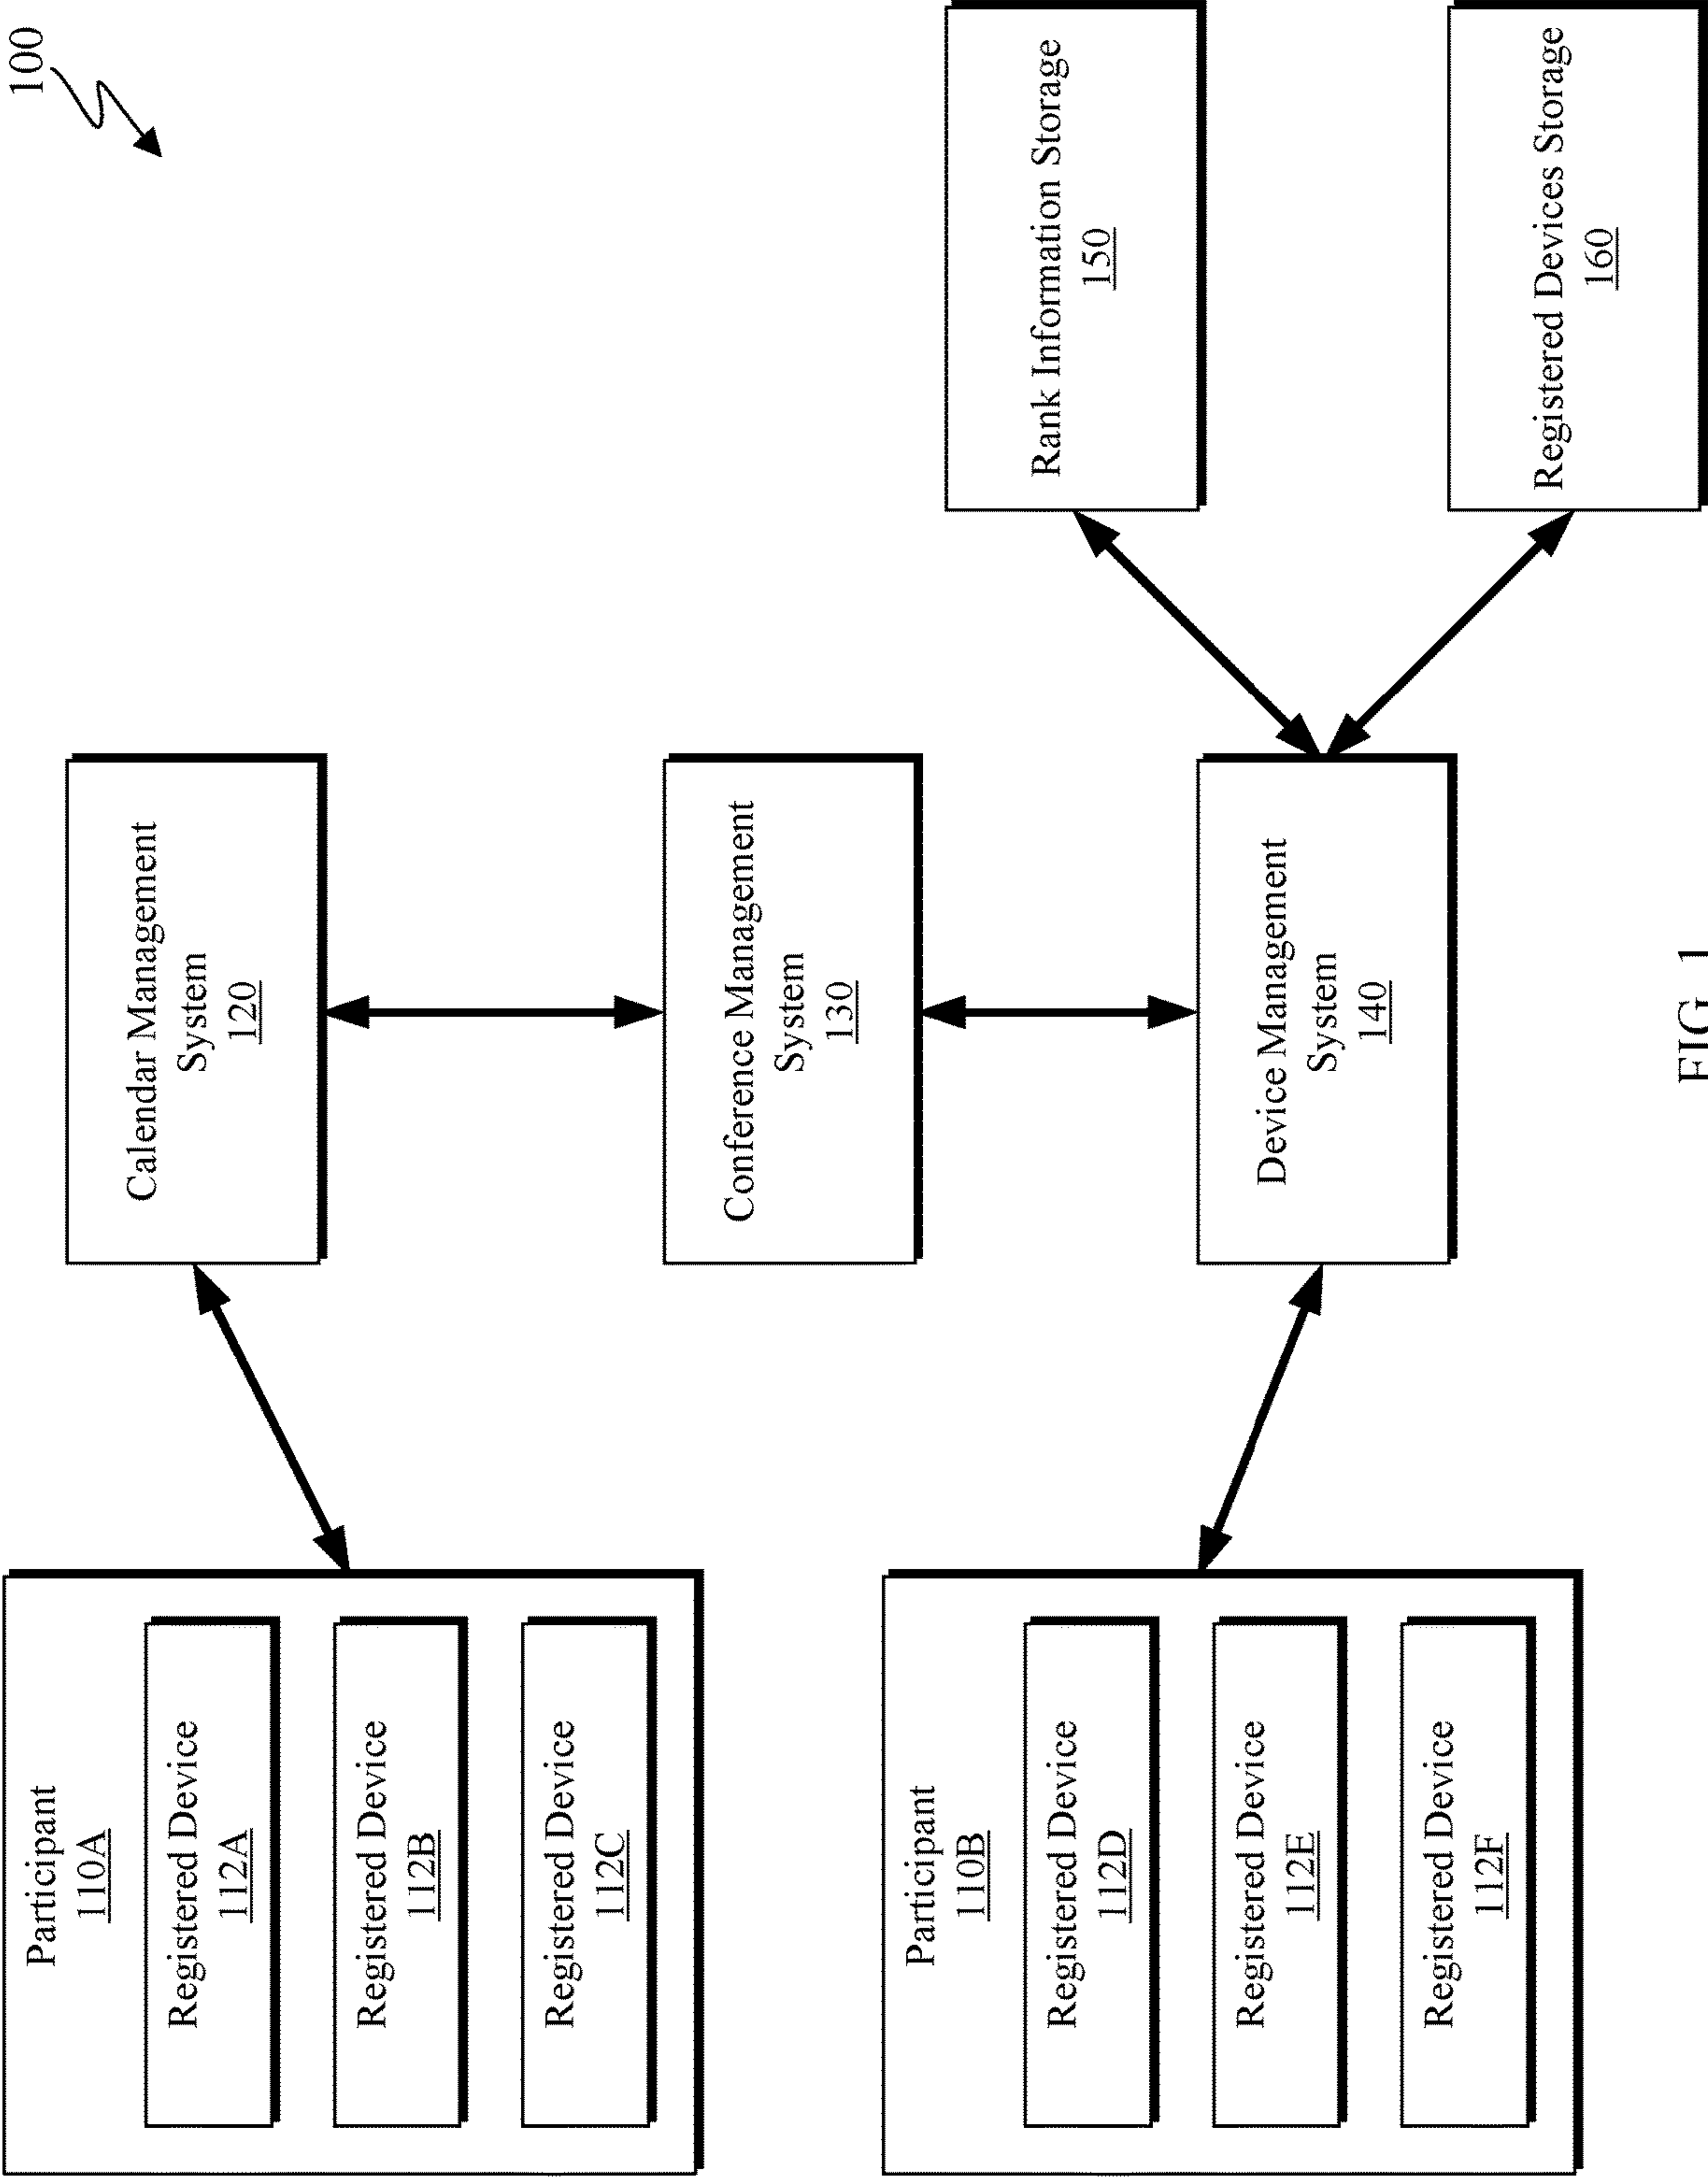 100
Participant
110A
Registered Device
112A
Registered Device
112B
Registered Device
112C
Participant
110B
Registered Device
112D
Registered Device
112E
Registered Device
112F
Calendar Management
System
120
Conference Management
System
130
Device Management
System
140
Rank Information Storage
150
Registered Devices Storage
160
FIG. 1